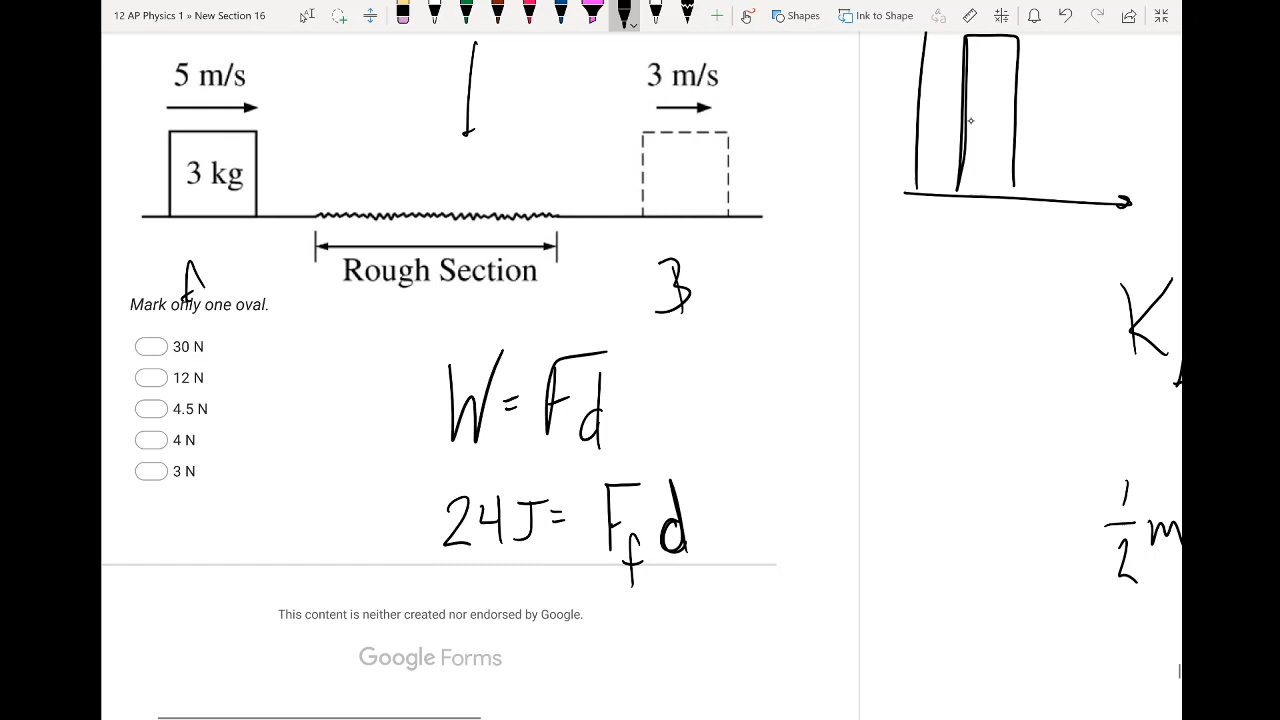 12 AP Physics 1 » New Section 16
Shapes
Ink to Shape
5 m/s
3 m/s
3 kg
Rough Section
A
B
Mark only one oval.
30 N
12 N
4.5 N
4 N
3 N
W = Fd
24 J = Ff d
K
1/2 m
This content is neither created nor endorsed by Google.
Google Forms